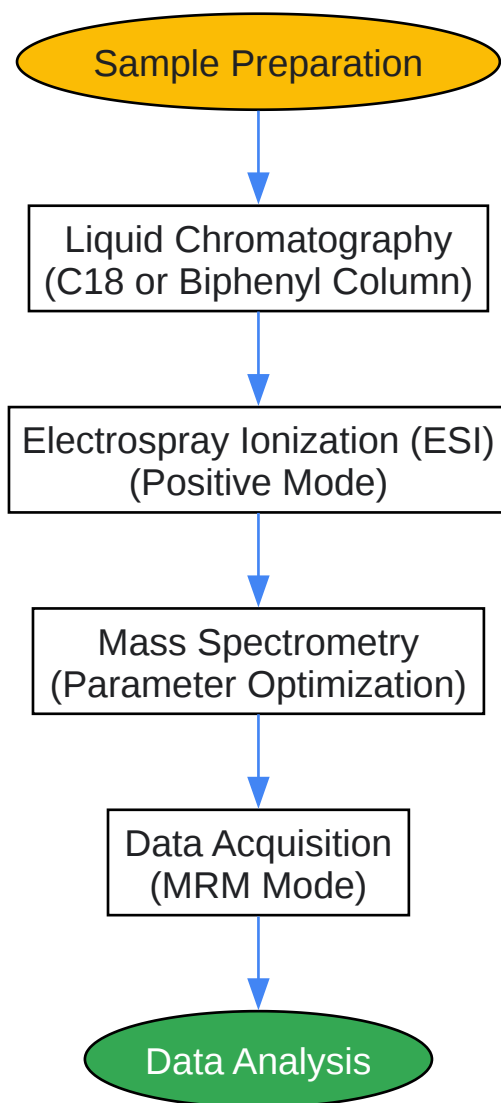 Sample Preparation
Liquid Chromatography
(C18 or Biphenyl Column)
Electrospray Ionization (ESI)
(Positive Mode)
Mass Spectrometry
(Parameter Optimization)
Data Acquisition
(MRM Mode)
Data Analysis